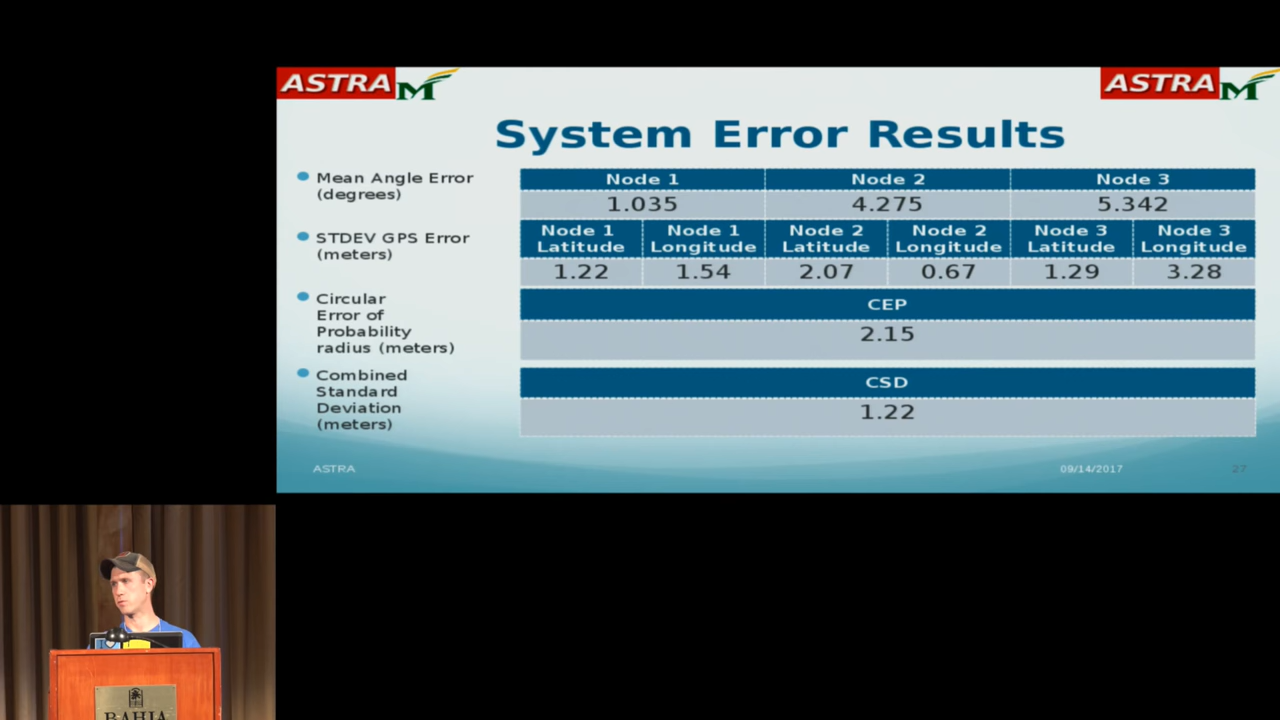 ASTRA M
ASTRA M
System Error Results
Mean Angle Error
(degrees)
Node 1 Node 2 Node 3
1.035 4.275 5.342
STDEV GPS Error
(meters)
Node 1 Latitude Node 1 Longitude Node 2 Latitude Node 2 Longitude Node 3 Latitude Node 3 Longitude
1.22 1.54 2.07 0.67 1.29 3.28
Circular
Error of
Probability
radius (meters)
CEP
2.15
Combined
Standard
Deviation
(meters)
CSD
1.22
ASTRA 09/14/2017 27
BAHIA